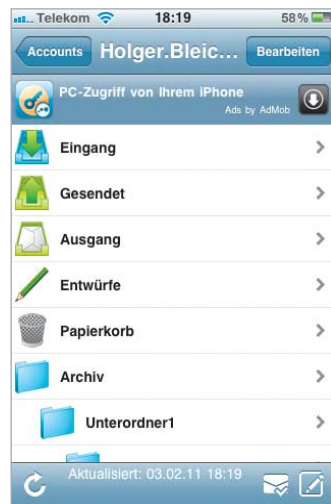 Telekom 18:19 58%
Accounts Holger.Bleic... Bearbeiten
PC-Zugriff von Ihrem iPhone
Ads by AdMob
Eingang
Gesendet
Ausgang
Entwürfe
Papierkorb
Archiv
Unterordner1
Aktualisiert: 03.02.11 18:19